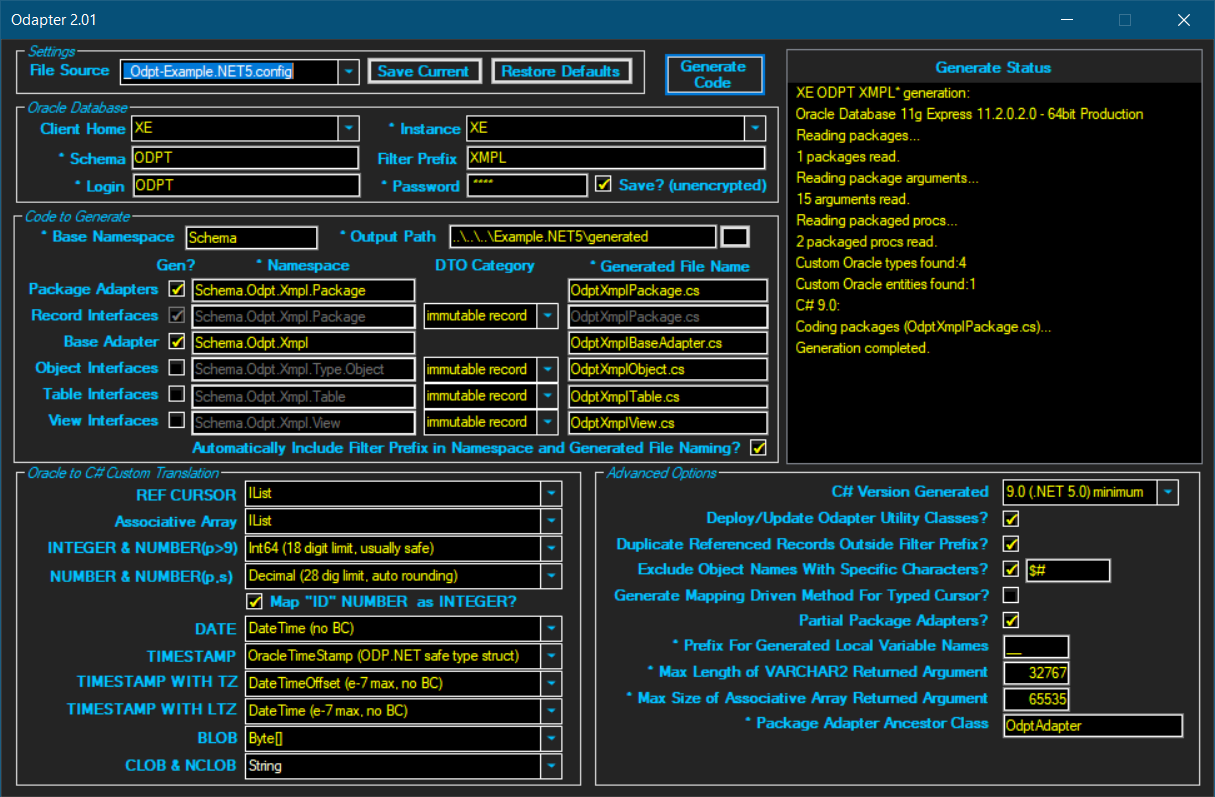 Odapter 2.01
Settings
File Source _Odpt-Example.NET5.config Save Current Restore Defaults
Generate Code
Oracle Database
Client Home XE * Instance XE
* Schema ODPT Filter Prefix XMPL
* Login ODPT * Password **** Save? (unencrypted)
Code to Generate
* Base Namespace Schema * Output Path ..\..\..\Example.NET5\generated
Gen? * Namespace DTO Category * Generated File Name
Package Adapters Schema.Odpt.Xmpl.Package OdptXmplPackage.cs
Record Interfaces Schema.Odpt.Xmpl.Package immutable record OdptXmplPackage.cs
Base Adapter Schema.Odpt.Xmpl OdptXmplBaseAdapter.cs
Object Interfaces Schema.Odpt.Xmpl.Type.Object immutable record OdptXmplObject.cs
Table Interfaces Schema.Odpt.Xmpl.Table immutable record OdptXmplTable.cs
View Interfaces Schema.Odpt.Xmpl.View immutable record OdptXmplView.cs
Automatically Include Filter Prefix in Namespace and Generated File Naming?
Generate Status
XE ODPT XMPL* generation:
Oracle Database 11g Express 11.2.0.2.0 - 64bit Production
Reading packages...
1 packages read.
Reading package arguments...
15 arguments read.
Reading packaged procs...
2 packaged procs read.
Custom Oracle types found:4
Custom Oracle entities found:1
C# 9.0:
Coding packages (OdptXmplPackage.cs)...
Generation completed.
Oracle to C# Custom Translation
REF CURSOR IList
Associative Array IList
INTEGER & NUMBER(p>9) Int64 (18 digit limit, usually safe)
NUMBER & NUMBER(p,s) Decimal (28 dig limit, auto rounding)
Map "ID" NUMBER as INTEGER?
DATE DateTime (no BC)
TIMESTAMP OracleTimeStamp (ODP.NET safe type struct)
TIMESTAMP WITH TZ DateTimeOffset (e-7 max, no BC)
TIMESTAMP WITH LTZ DateTime (e-7 max, no BC)
BLOB Byte[]
CLOB & NCLOB String
Advanced Options
C# Version Generated 9.0 (.NET 5.0) minimum
Deploy/Update Odapter Utility Classes?
Duplicate Referenced Records Outside Filter Prefix?
Exclude Object Names With Specific Characters? $#
Generate Mapping Driven Method For Typed Cursor?
Partial Package Adapters?
* Prefix For Generated Local Variable Names __
* Max Length of VARCHAR2 Returned Argument 32767
* Max Size of Associative Array Returned Argument 65535
* Package Adapter Ancestor Class OdptAdapter